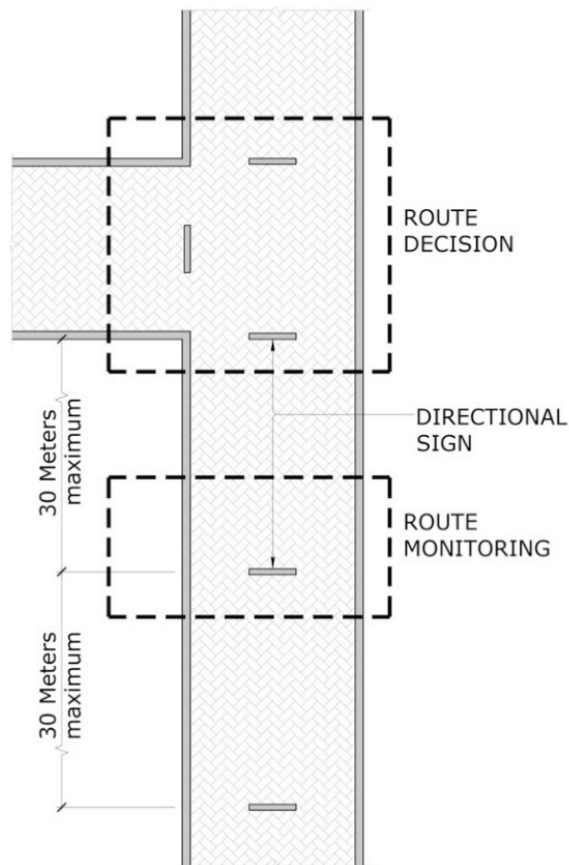 ROUTE
DECISION
30 Meters
maximum
DIRECTIONAL
SIGN
ROUTE
MONITORING
30 Meters
maximum